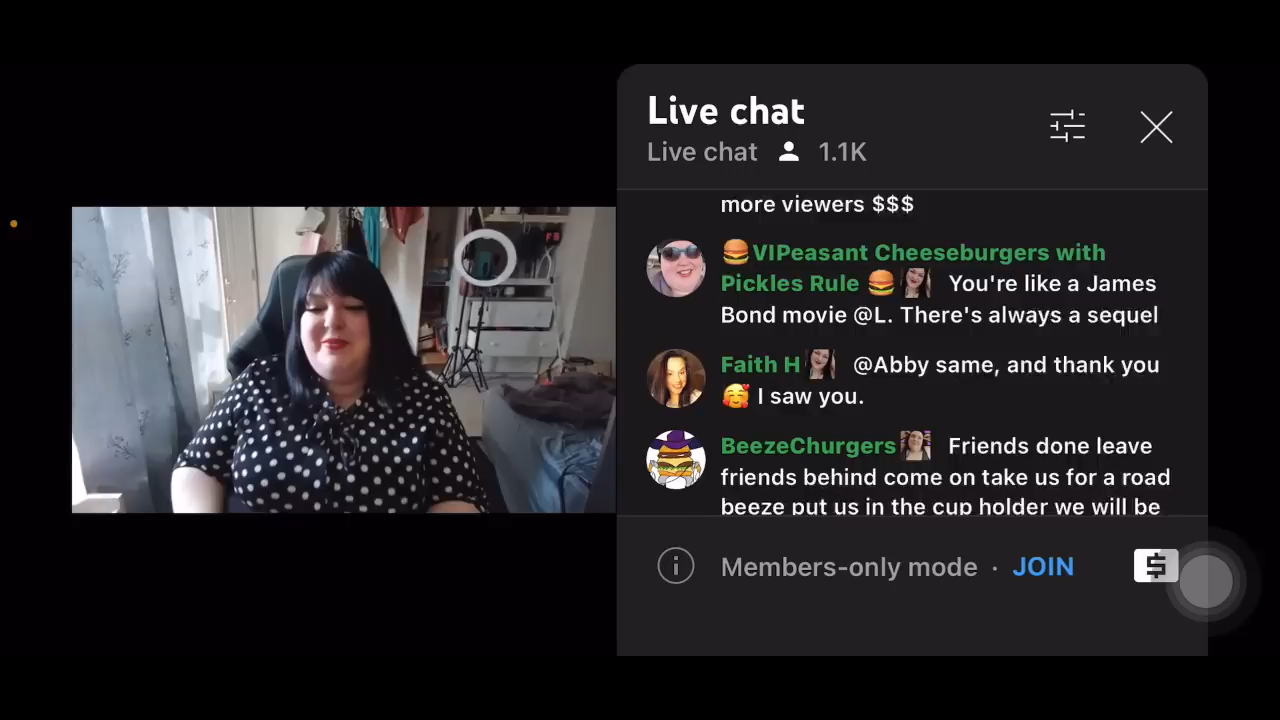 Live chat
Live chat 1.1K
more viewers $$$
🍔VIPeasant Cheeseburgers with
Pickles Rule 🍔 You're like a James
Bond movie @L. There's always a sequel
Faith H @Abby same, and thank you
🥰 I saw you.
BeezeChurgers Friends done leave
friends behind come on take us for a road
beeze put us in the cup holder we will be
Members-only mode · JOIN
$